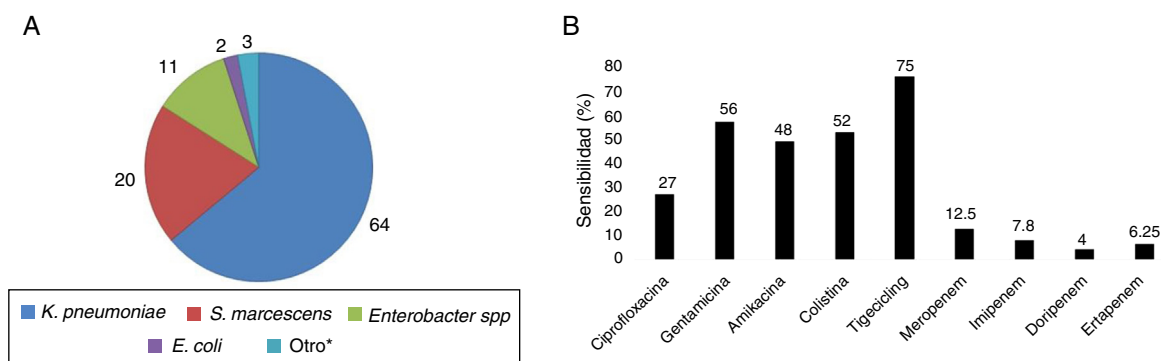 A
2
3
11
20
64
K. pneumoniae
S. marcescens
Enterobacter spp
E. coli
Otro*
B
Sensibilidad (%)
80
70
60
50
40
30
20
10
0
27
56
48
52
75
12.5
7.8
4
6.25
Ciprofloxacina
Gentamicina
Amikacina
Colistina
Tigecicling
Meropenem
Imipenem
Doripenem
Ertapenem